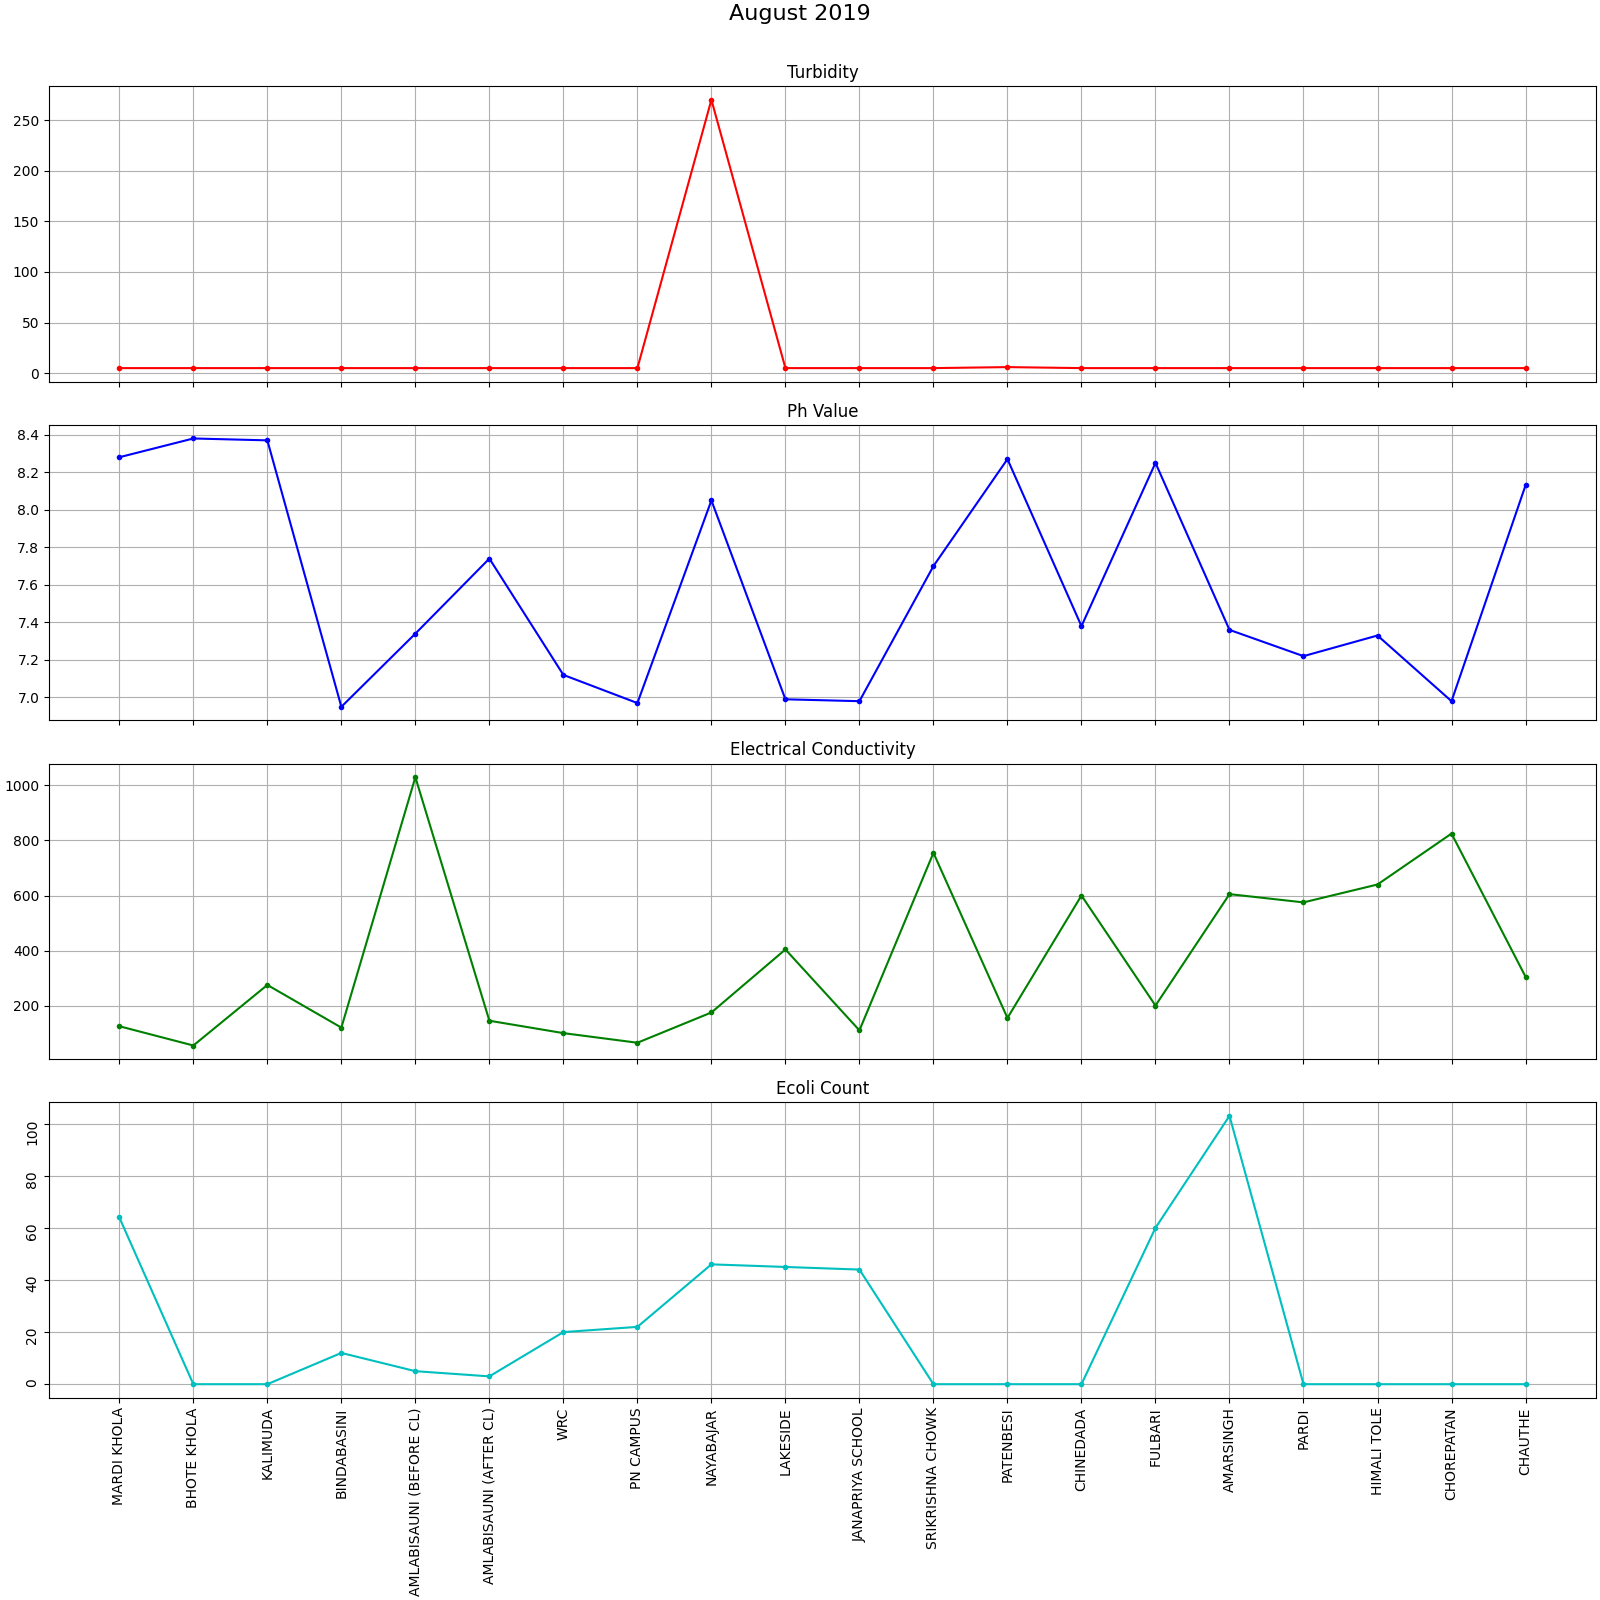 August 2019
Turbidity
250
200
150
100
50
0
Ph Value
8.4
8.2
8.0
7.8
7.6
7.4
7.2
7.0
Electrical Conductivity
1000
800
600
400
200
Ecoli Count
100
80
60
40
20
0
MARDI KHOLA
BHOTE KHOLA
KALIMUDA
BINDABASINI
AMLABISAUNI (BEFORE CL)
AMLABISAUNI (AFTER CL)
WRC
PN CAMPUS
NAYABAJAR
LAKESIDE
JANAPRIYA SCHOOL
SRIKRISHNA CHOWK
PATENBESI
CHINEDADA
FULBARI
AMARSINGH
PARDI
HIMALI TOLE
CHOREPATAN
CHAUTHE